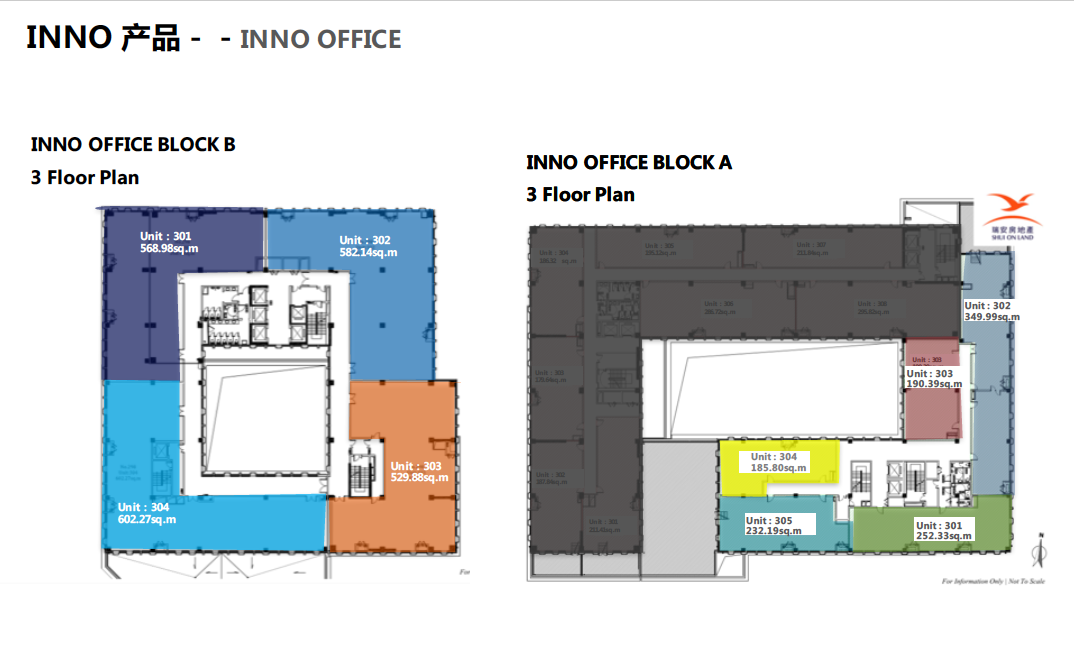 INNO 产品 - - INNO OFFICE
INNO OFFICE BLOCK B
3 Floor Plan
Unit : 301
568.98sq.m
Unit : 302
582.14sq.m
Unit : 303
529.88sq.m
Unit : 304
602.27sq.m
For
INNO OFFICE BLOCK A
3 Floor Plan
瑞安房地產
SHUI ON LAND
Unit : 302
349.99sq.m
Unit : 303
Unit : 303
190.39sq.m
Unit : 304
185.80sq.m
Unit : 305
232.19sq.m
Unit : 301
252.33sq.m
N
For Information Only | Not To Scale